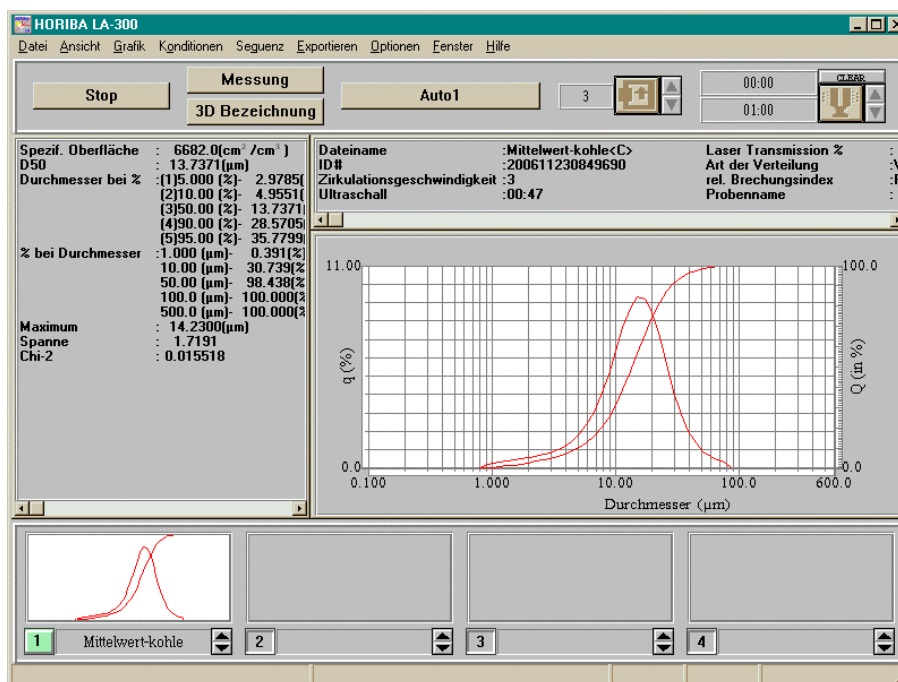 HORIBA LA-300
Datei Ansicht Grafik Konditionen Sequenz Exportieren Optionen Fenster Hilfe
Stop
Messung
3D Bezeichnung
Auto1
3
00:00
01:00
CLEAR
Spezif. Oberfläche : 6682.0(cm² /cm³ )
D50 : 13.7371(µm)
Durchmesser bei % :(1)5.000 (%)- 2.9785(
(2)10.00 (%)- 4.9551(
(3)50.00 (%)- 13.7371(
(4)90.00 (%)- 28.5705(
(5)95.00 (%)- 35.7799(
% bei Durchmesser :1.000 (µm)- 0.391(%)
10.00 (µm)- 30.739(%
50.00 (µm)- 98.438(%
100.0 (µm)- 100.000(%
500.0 (µm)- 100.000(%
Maximum : 14.2300(µm)
Spanne : 1.7191
Chi-2 : 0.015518
Dateiname :Mittelwert-kohle<C>
ID# :200611230849690
Zirkulationsgeschwindigkeit :3
Ultraschall :00:47
Laser Transmission % :
Art der Verteilung :
rel. Brechungsindex :
Probenname :
11.00
q (%)
0.0
100.0
Q (in %)
0.0
0.100 1.000 10.00 100.0 600.0
Durchmesser (µm)
1 Mittelwert-kohle
2
3
4